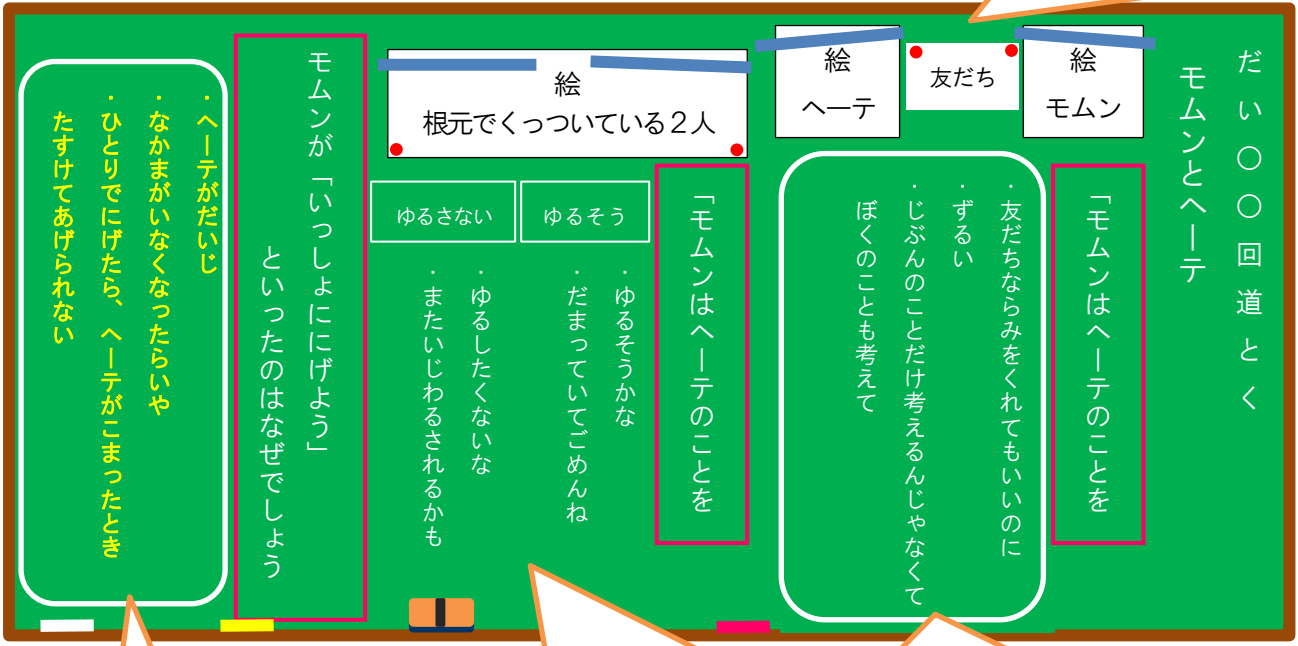 だい〇〇回道とく
モムンとヘーテ
絵
モムン
友だち
絵
ヘーテ
「モムンはヘーテのことを
・友だちならみをくれてもいいのに
・ずるい
・じぶんのことだけ考えるんじゃなくて
ぼくのことも考えて
絵
根元でくっついている２人
「モムンはヘーテのことを
ゆるそう
・ゆるそうかな
・だまっていてごめんね
ゆるさない
・ゆるしたくないな
・またいじわるされるかも
モムンが「いっしょににげよう」
といったのはなぜでしょう
・ヘーテがだいじ
・なかまがいなくなったらいや
・ひとりでにげたら、ヘーテがこまったとき
たすけてあげられない